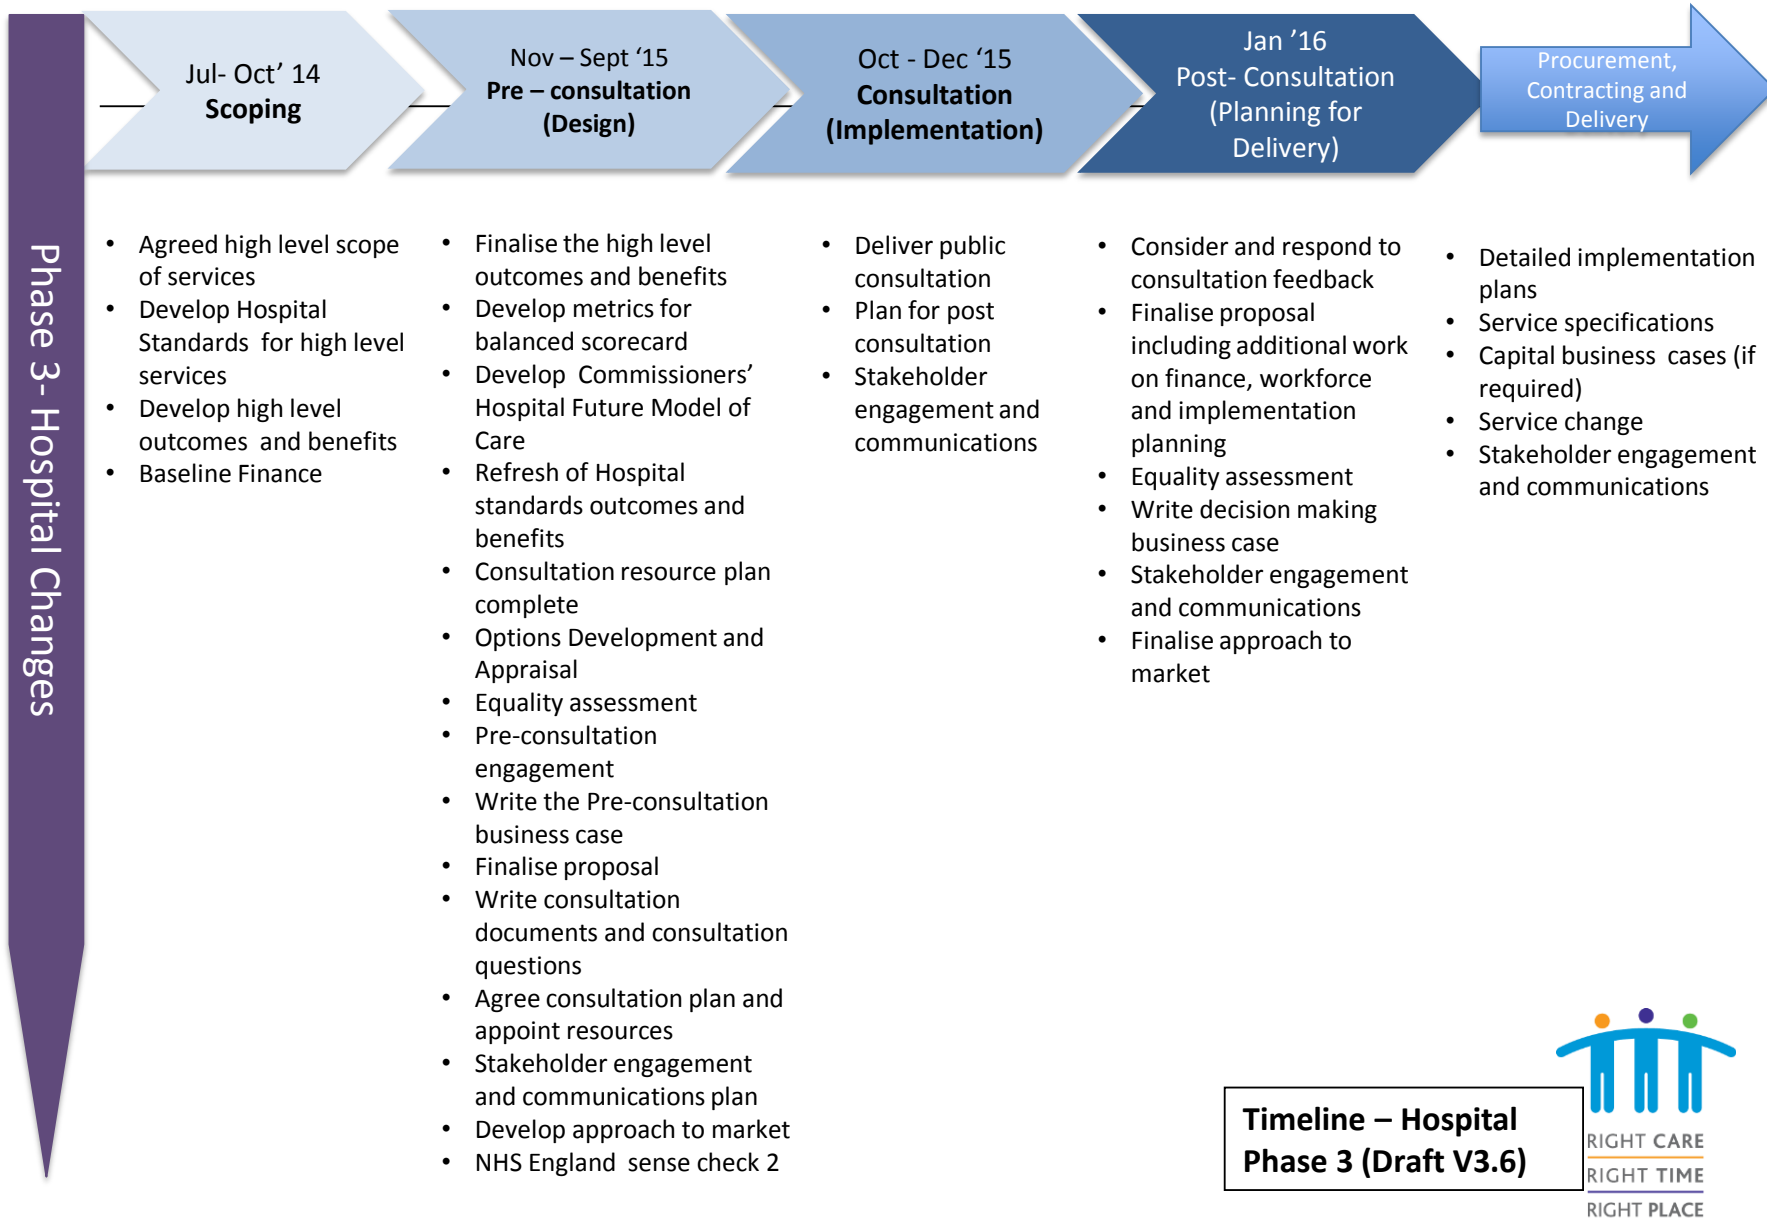 Phase 3- Hospital Changes
Jul- Oct’ 14
Scoping
Nov – Sept ‘15
Pre – consultation
(Design)
Oct - Dec ‘15
Consultation
(Implementation)
Jan ’16
Post- Consultation
(Planning for
Delivery)
Procurement,
Contracting and
Delivery
• Agreed high level scope
of services
• Develop Hospital
Standards for high level
services
• Develop high level
outcomes and benefits
• Baseline Finance
• Finalise the high level
outcomes and benefits
• Develop metrics for
balanced scorecard
• Develop Commissioners’
Hospital Future Model of
Care
• Refresh of Hospital
standards outcomes and
benefits
• Consultation resource plan
complete
• Options Development and
Appraisal
• Equality assessment
• Pre-consultation
engagement
• Write the Pre-consultation
business case
• Finalise proposal
• Write consultation
documents and consultation
questions
• Agree consultation plan and
appoint resources
• Stakeholder engagement
and communications plan
• Develop approach to market
• NHS England sense check 2
• Deliver public
consultation
• Plan for post
consultation
• Stakeholder
engagement and
communications
• Consider and respond to
consultation feedback
• Finalise proposal
including additional work
on finance, workforce
and implementation
planning
• Equality assessment
• Write decision making
business case
• Stakeholder engagement
and communications
• Finalise approach to
market
• Detailed implementation
plans
• Service specifications
• Capital business cases (if
required)
• Service change
• Stakeholder engagement
and communications
Timeline – Hospital
Phase 3 (Draft V3.6)
RIGHT CARE
RIGHT TIME
RIGHT PLACE